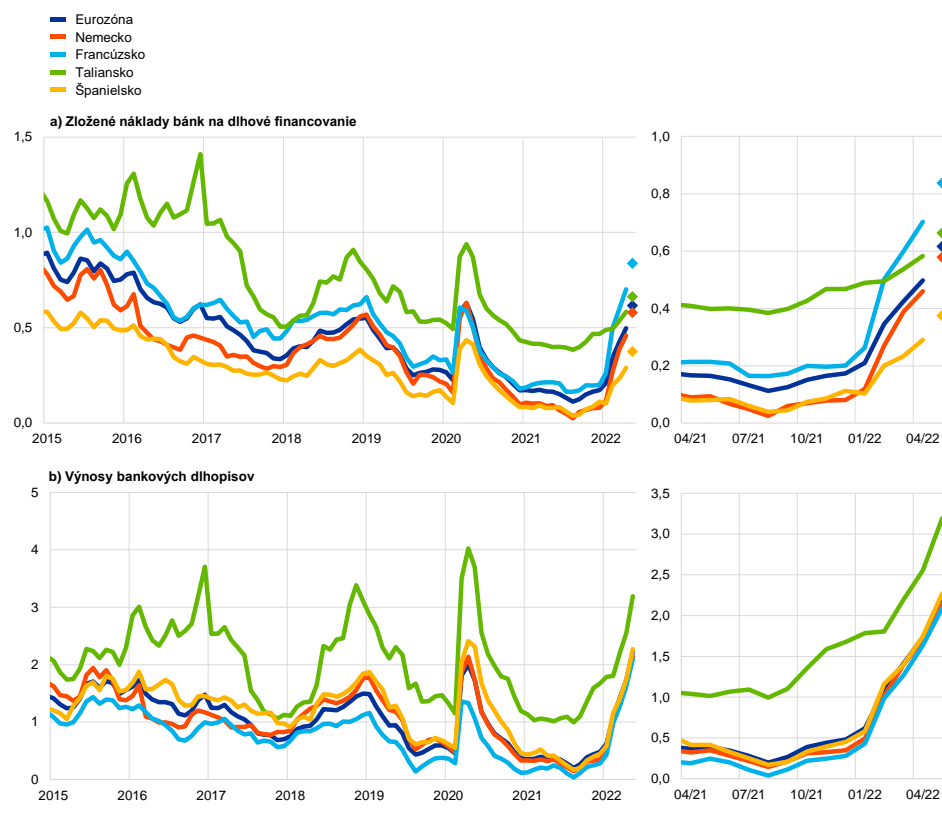 Eurozóna
Nemecko
Francúzsko
Taliansko
Španielsko
a) Zložené náklady bánk na dlhové financovanie
1,5
1,0
0,5
0,0
2015 2016 2017 2018 2019 2020 2021 2022
1,0
0,8
0,6
0,4
0,2
0,0
04/21 07/21 10/21 01/22 04/22
b) Výnosy bankových dlhopisov
5
4
3
2
1
0
2015 2016 2017 2018 2019 2020 2021 2022
3,5
3,0
2,5
2,0
1,5
1,0
0,5
0,0
04/21 07/21 10/21 01/22 04/22